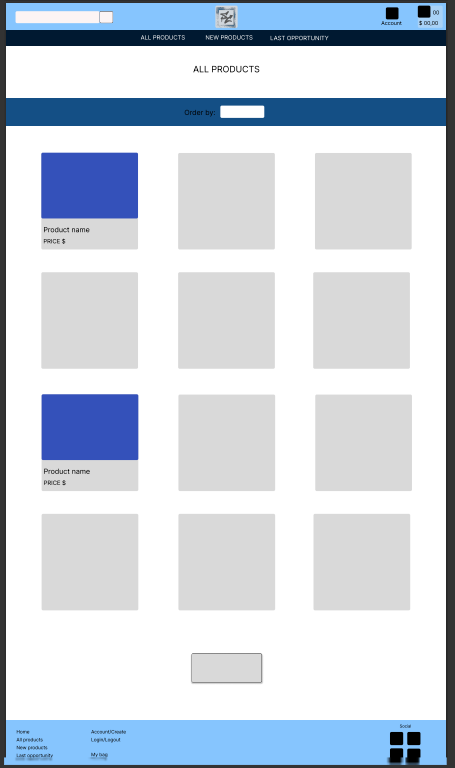 Account
00
$ 00,00
ALL PRODUCTS NEW PRODUCTS LAST OPPORTUNITY
ALL PRODUCTS
Order by:
Product name
PRICE $
Product name
PRICE $
Home
All products
New products
Last opportunity
Account/Create
Login/Logout
My bag
Social